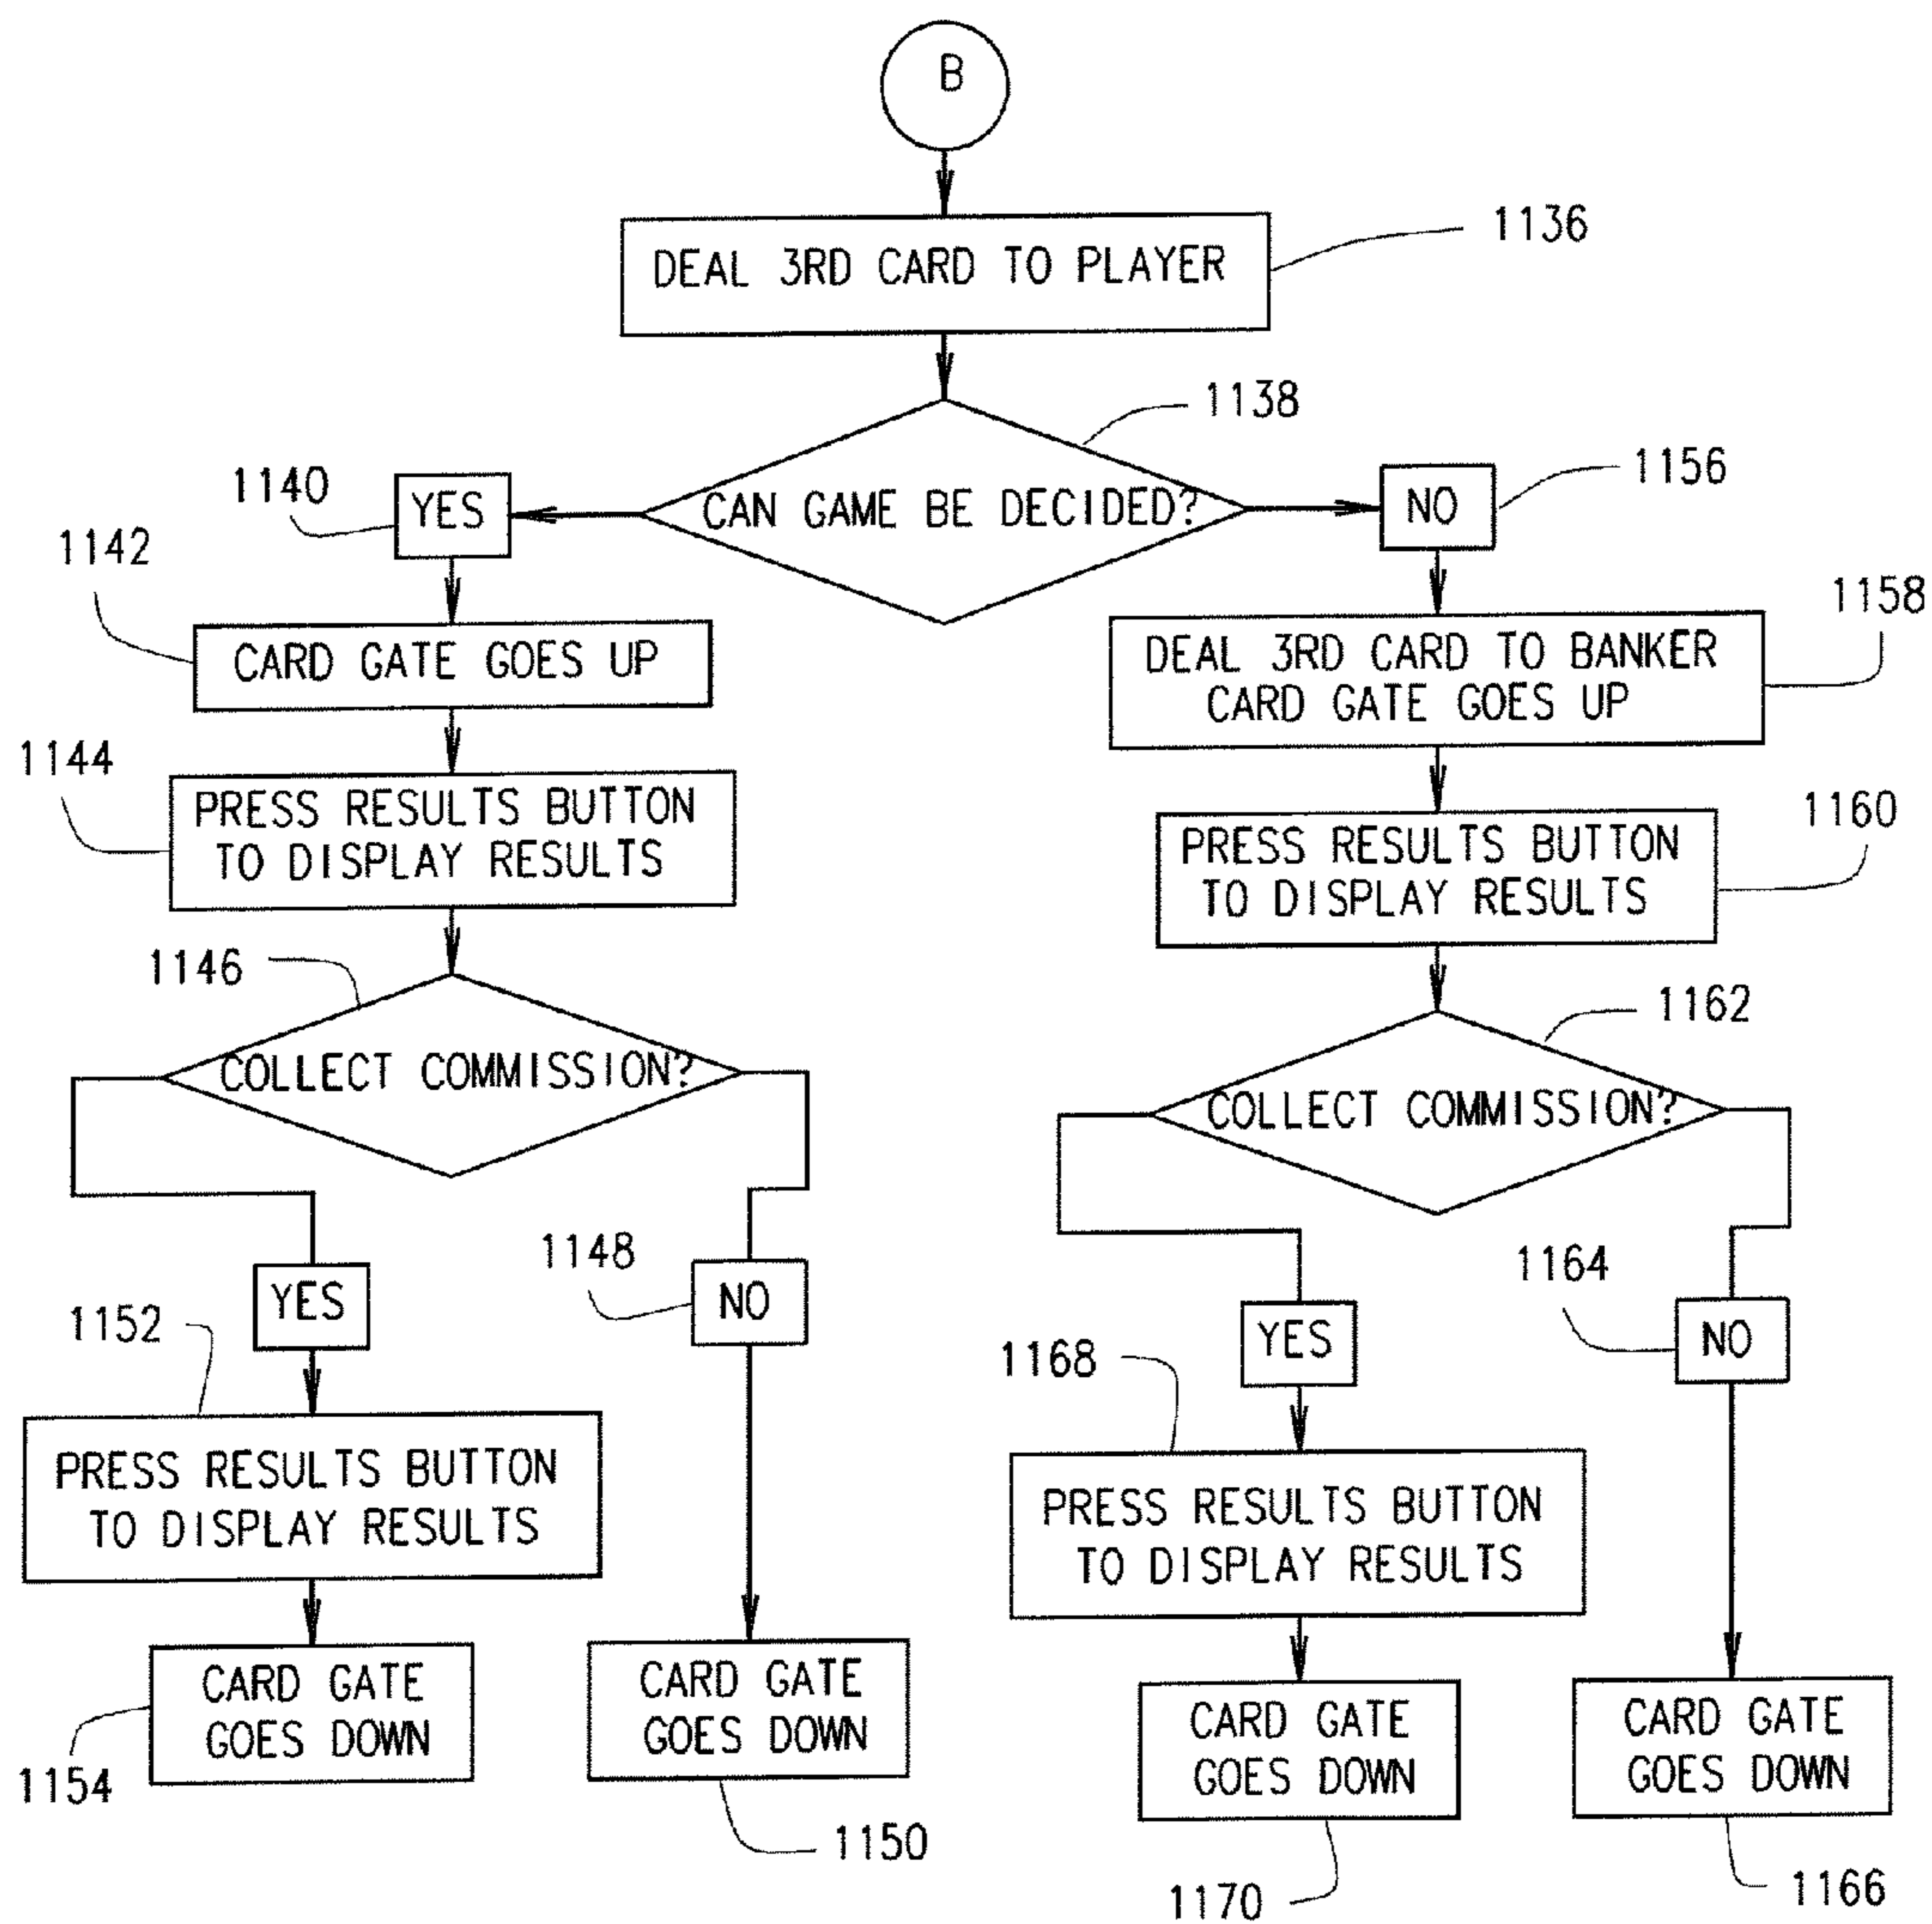 B
DEAL 3RD CARD TO PLAYER
1136
1138
CAN GAME BE DECIDED?
1140
YES
1156
NO
1142
CARD GATE GOES UP
1158
DEAL 3RD CARD TO BANKER
CARD GATE GOES UP
1144
PRESS RESULTS BUTTON
TO DISPLAY RESULTS
1160
PRESS RESULTS BUTTON
TO DISPLAY RESULTS
1146
COLLECT COMMISSION?
1162
COLLECT COMMISSION?
YES
1148
NO
YES
1164
NO
1152
PRESS RESULTS BUTTON
TO DISPLAY RESULTS
1168
PRESS RESULTS BUTTON
TO DISPLAY RESULTS
CARD GATE
GOES DOWN
1154
CARD GATE
GOES DOWN
1150
CARD GATE
GOES DOWN
1170
CARD GATE
GOES DOWN
1166